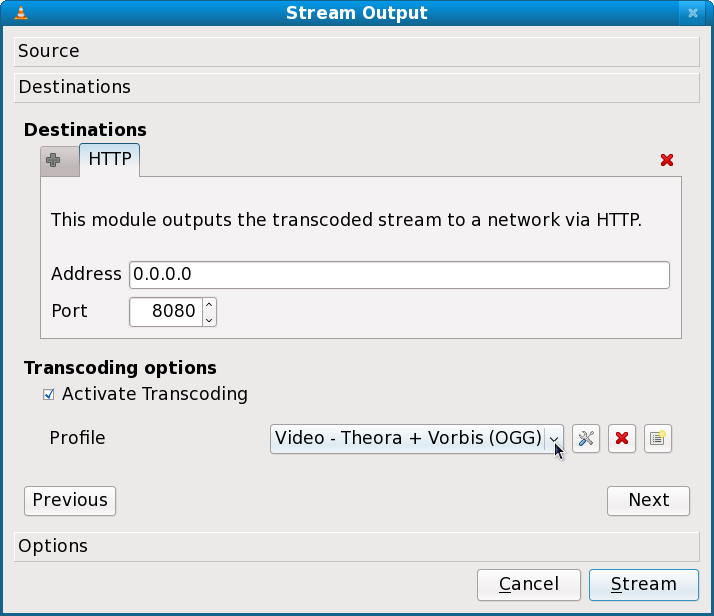 Stream Output
Source
Destinations
Destinations
HTTP
This module outputs the transcoded stream to a network via HTTP.
Address 0.0.0.0
Port 8080
Transcoding options
Activate Transcoding
Profile Video - Theora + Vorbis (OGG)
Previous Next
Options
Cancel Stream